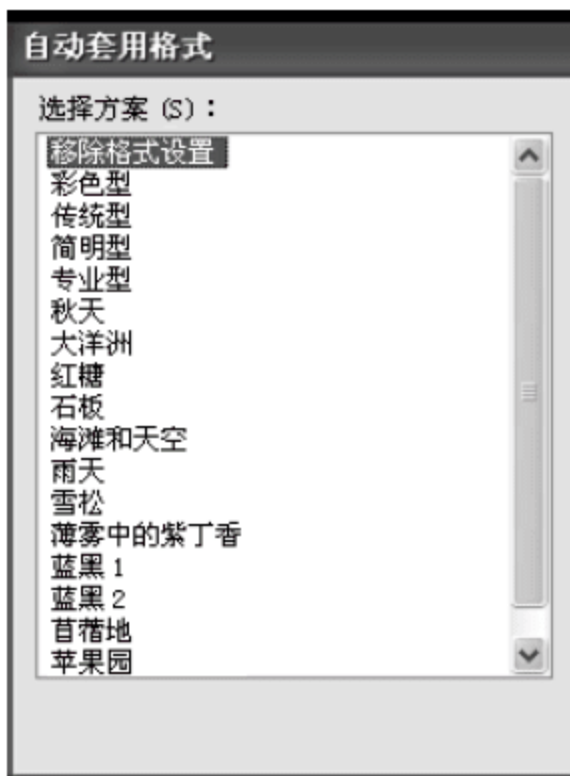 自动套用格式
选择方案 (S)：
移除格式设置
彩色型
传统型
简明型
专业型
秋天
大洋洲
红糖
石板
海滩和天空
雨天
雪松
薄雾中的紫丁香
蓝黑 1
蓝黑 2
苜蓿地
苹果园